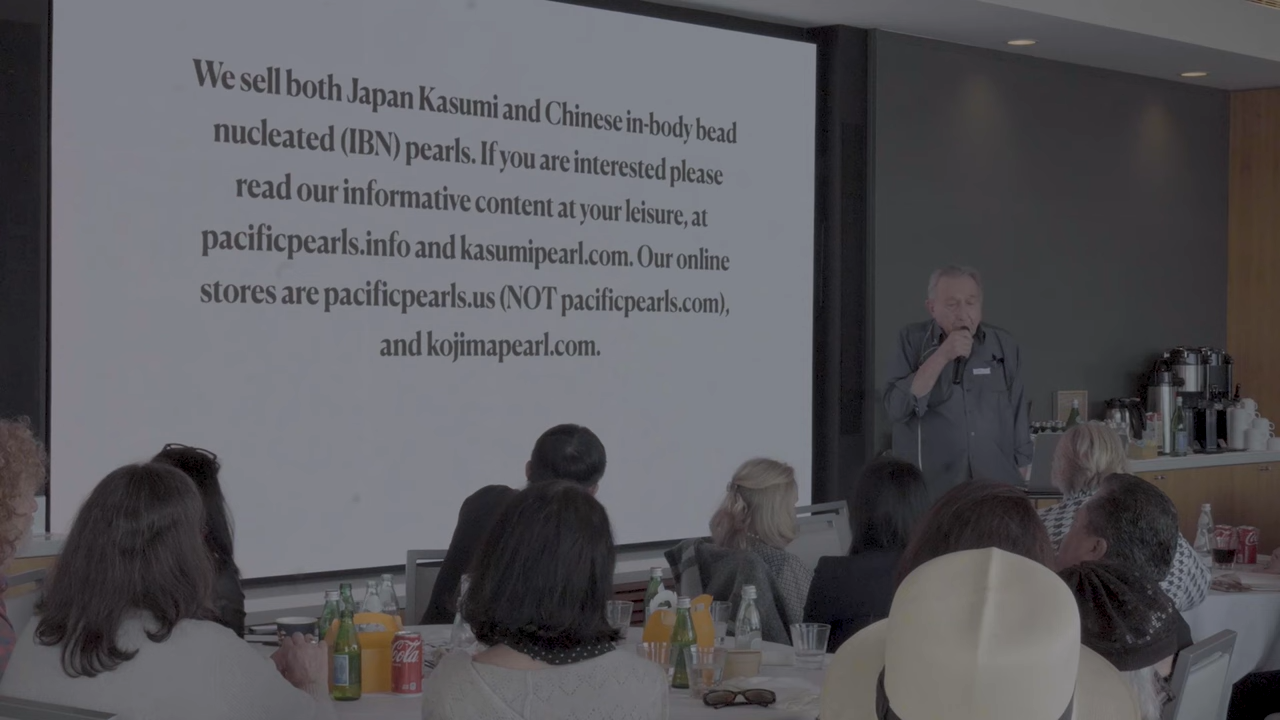 We sell both Japan Kasumi and Chinese in-body bead
nucleated (IBN) pearls. If you are interested please
read our informative content at your leisure, at
pacificpearls.info and kasumipearl.com. Our online
stores are pacificpearls.us (NOT pacificpearls.com),
and kojimapearl.com.
Coca-Cola